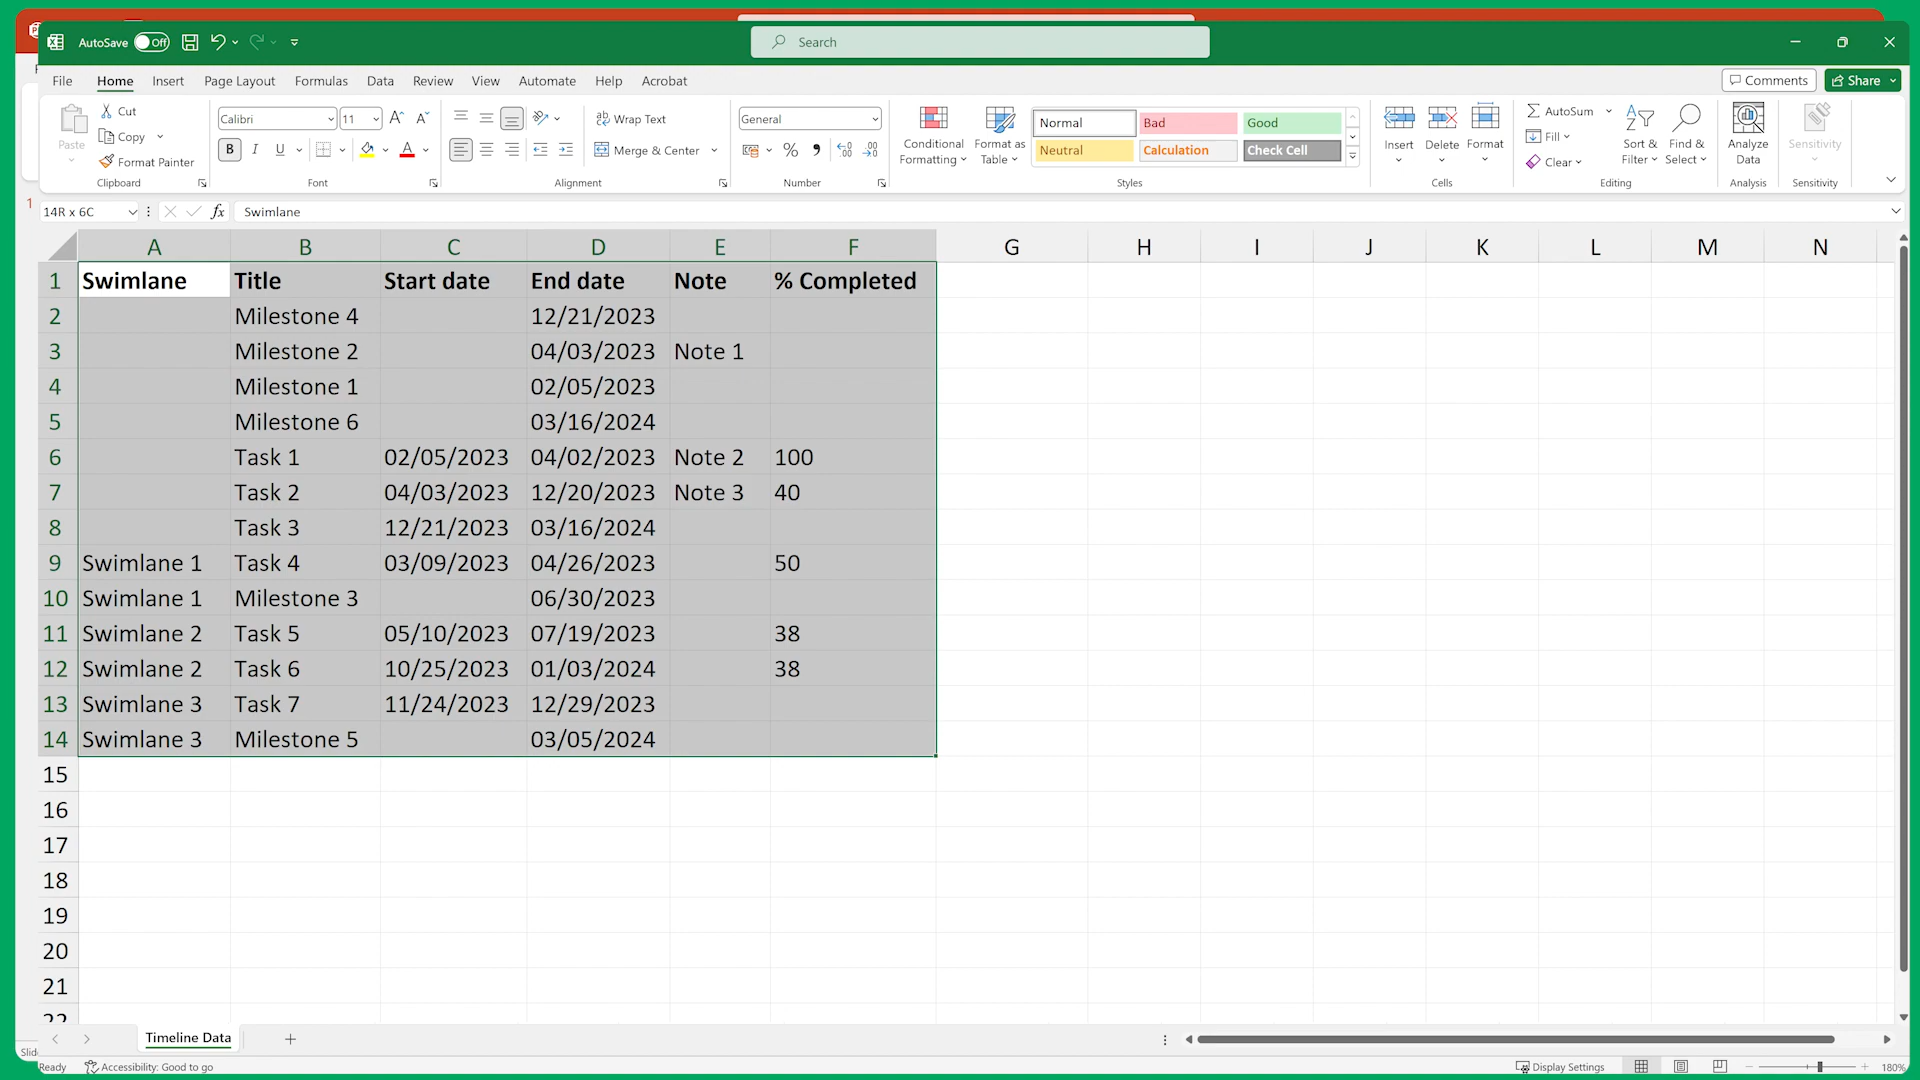 AutoSave Off Search
File Home Insert Page Layout Formulas Data Review View Automate Help Acrobat Comments Share
Paste Cut Copy Format Painter Clipboard
Calibri 11 B I U A Font
Wrap Text Merge & Center Alignment
General % Number
Conditional Formatting Format as Table
Normal Bad Good
Neutral Calculation Check Cell
Styles
Insert Delete Format Cells
AutoSum Fill Clear Sort & Filter Find & Select Editing
Analyze Data Analysis
Sensitivity Sensitivity
1
14R x 6C fx Swimlane
A B C D E F G H I J K L M N
1 Swimlane Title Start date End date Note % Completed
2 Milestone 4 12/21/2023
3 Milestone 2 04/03/2023 Note 1
4 Milestone 1 02/05/2023
5 Milestone 6 03/16/2024
6 Task 1 02/05/2023 04/02/2023 Note 2 100
7 Task 2 04/03/2023 12/20/2023 Note 3 40
8 Task 3 12/21/2023 03/16/2024
9 Swimlane 1 Task 4 03/09/2023 04/26/2023 50
10 Swimlane 1 Milestone 3 06/30/2023
11 Swimlane 2 Task 5 05/10/2023 07/19/2023 38
12 Swimlane 2 Task 6 10/25/2023 01/03/2024 38
13 Swimlane 3 Task 7 11/24/2023 12/29/2023
14 Swimlane 3 Milestone 5 03/05/2024
15
16
17
18
19
20
21
22
Timeline Data
Ready Accessibility: Good to go Display Settings 180%